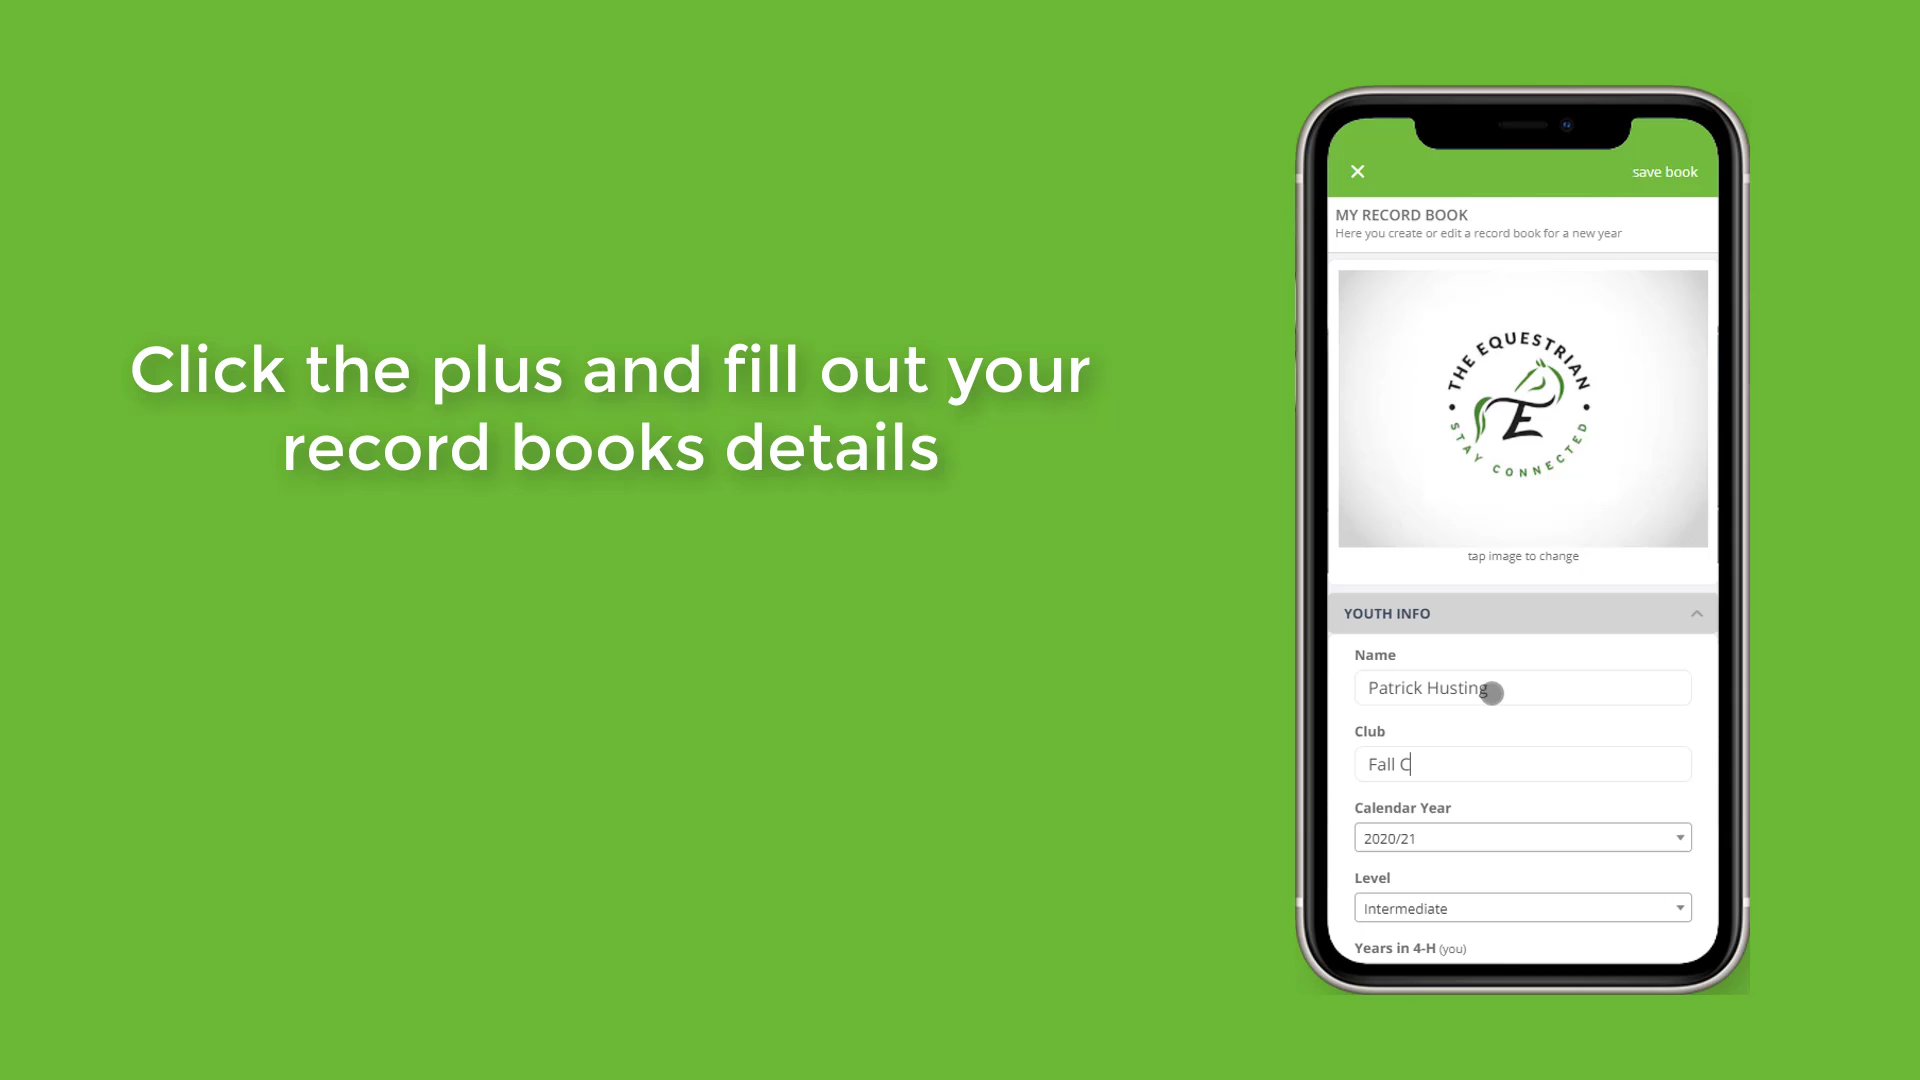 Click the plus and fill out your
record books details
save book
MY RECORD BOOK
Here you create or edit a record book for a new year
THE EQUESTRIAN
E
STAY CONNECTED
tap image to change
YOUTH INFO
Name
Patrick Husting
Club
Fall C
Calendar Year
2020/21
Level
Intermediate
Years in 4-H (you)